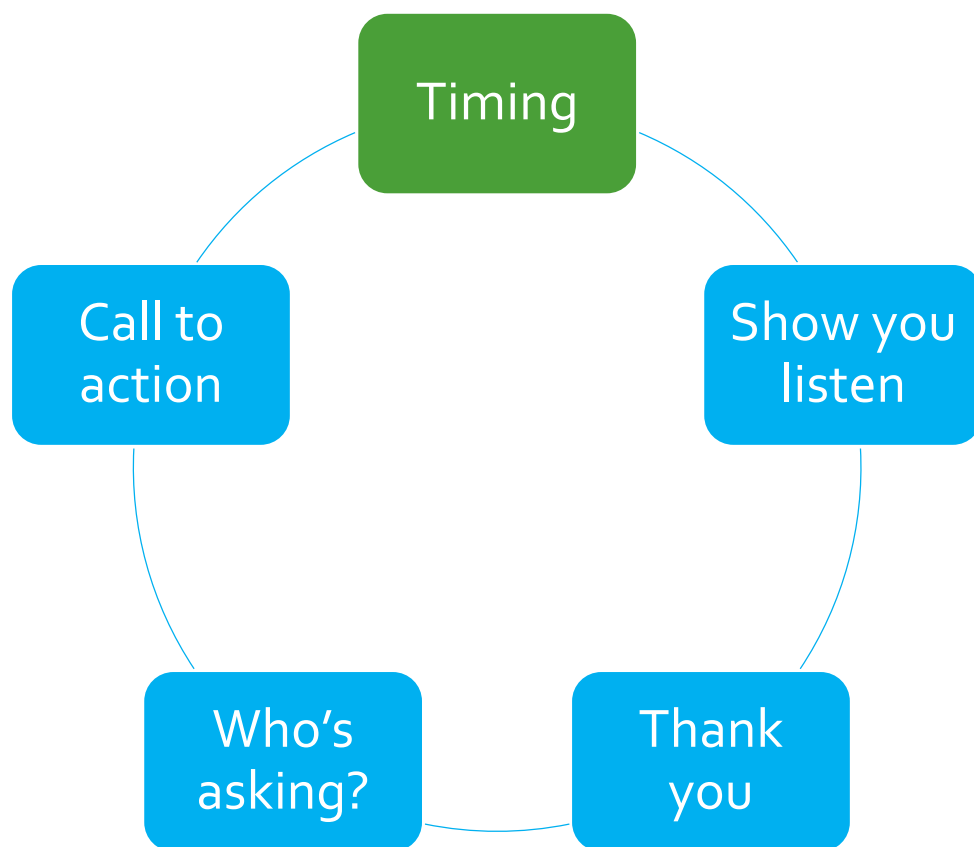 Timing
Call to
action
Show you
listen
Who’s
asking?
Thank
you